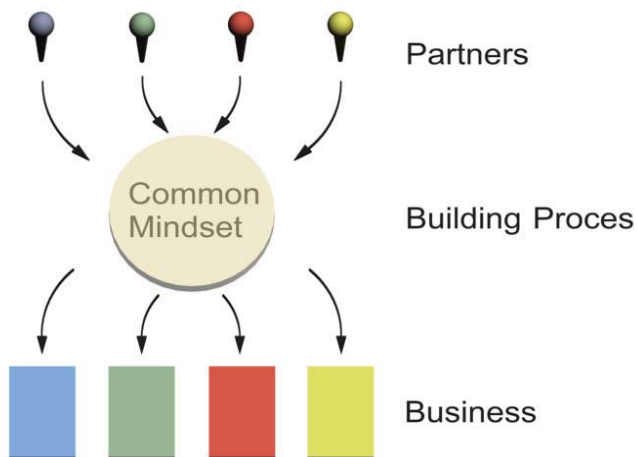 Partners
Common
Mindset
Building Proces
Business